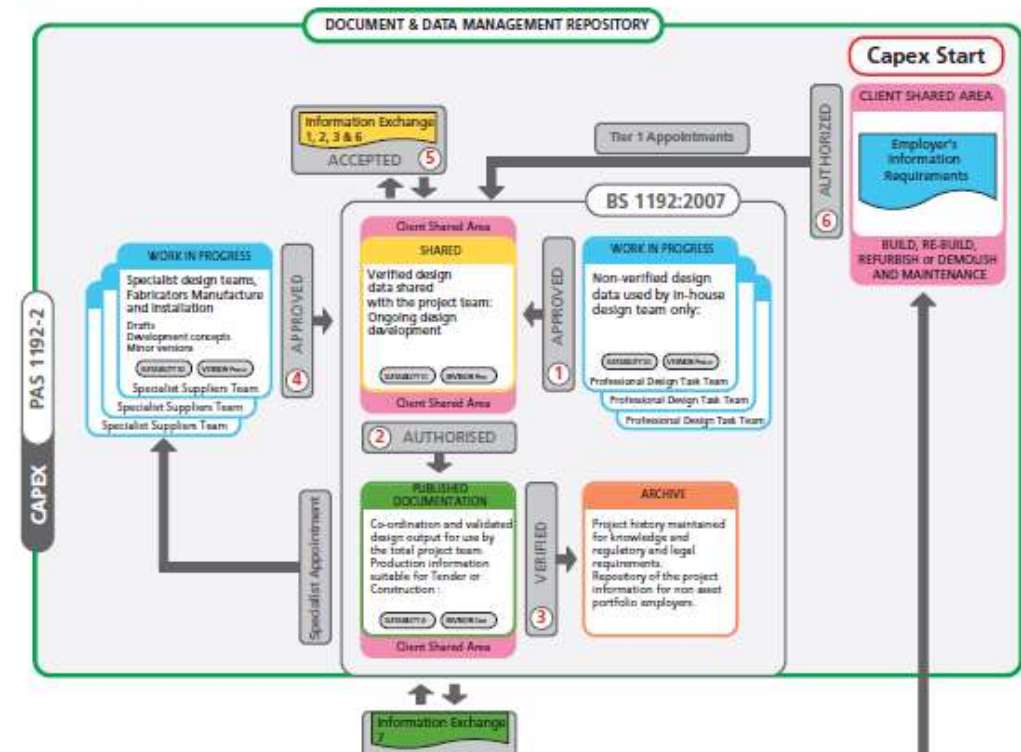 DOCUMENT & DATA MANAGEMENT REPOSITORY
Capex Start
CLIENT SHARED AREA
Employer's
Information
Requirements
BUILD, RE-BUILD,
REFURBISH or DEMOLISH
AND MAINTENANCE
AUTHORIZED
6
Tier 1 Appointments
Information Exchange
1, 2, 3 & 6
ACCEPTED
5
BS 1192:2007
PAS 1192-2
CAPEX
WORK IN PROGRESS
Specialist design teams,
Fabricators Manufacture
and Installation
Drafts
Development concepts
Minor versions
Specialist Suppliers Team
Specialist Suppliers Team
Specialist Suppliers Team
APPROVED
4
Client Shared Area
SHARED
Verified design
data shared
with the project team:
Ongoing design
development
Client Shared Area
APPROVED
1
WORK IN PROGRESS
Non-verified design
data used by in-house
design team only:
Professional Design Task Team
Professional Design Task Team
Professional Design Task Team
2
AUTHORISED
Specialist Appointment
PUBLISHED
DOCUMENTATION
Co-ordination and validated
design output for use by
the total project team.
Production information
suitable for Tender or
Construction :
Client Shared Area
VERIFIED
3
ARCHIVE
Project history maintained
for knowledge and
regulatory and legal
requirements.
Repository of the project
information for non asset
portfolio employers.
Information Exchange
7